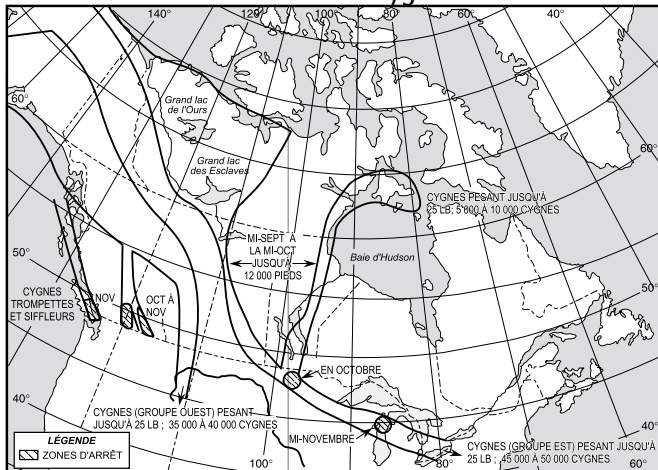 140°
120°
100°
80°
60°
40°
60°
Grand lac
de l'Ours
Grand lac
des Esclaves
60°
CYGNES PESANT JUSQU'À
25 LB; 5 000 À 10 000 CYGNES
MI-SEPT À
LA MI-OCT
JUSQU'À
12 000 PIEDS
Baie d'Hudson
50°
50°
CYGNES
TROMPETTES
ET SIFFLEURS
NOV
OCT À
NOV
EN OCTOBRE
40°
40°
CYGNES (GROUPE OUEST) PESANT
JUSQU'À 25 LB ; 35 000 À 40 000 CYGNES
MI-NOVEMBRE
LÉGENDE
ZONES D'ARRÊT
CYGNES (GROUPE EST) PESANT JUSQU'À
25 LB ; 45 000 À 50 000 CYGNES
100°
80°
60°